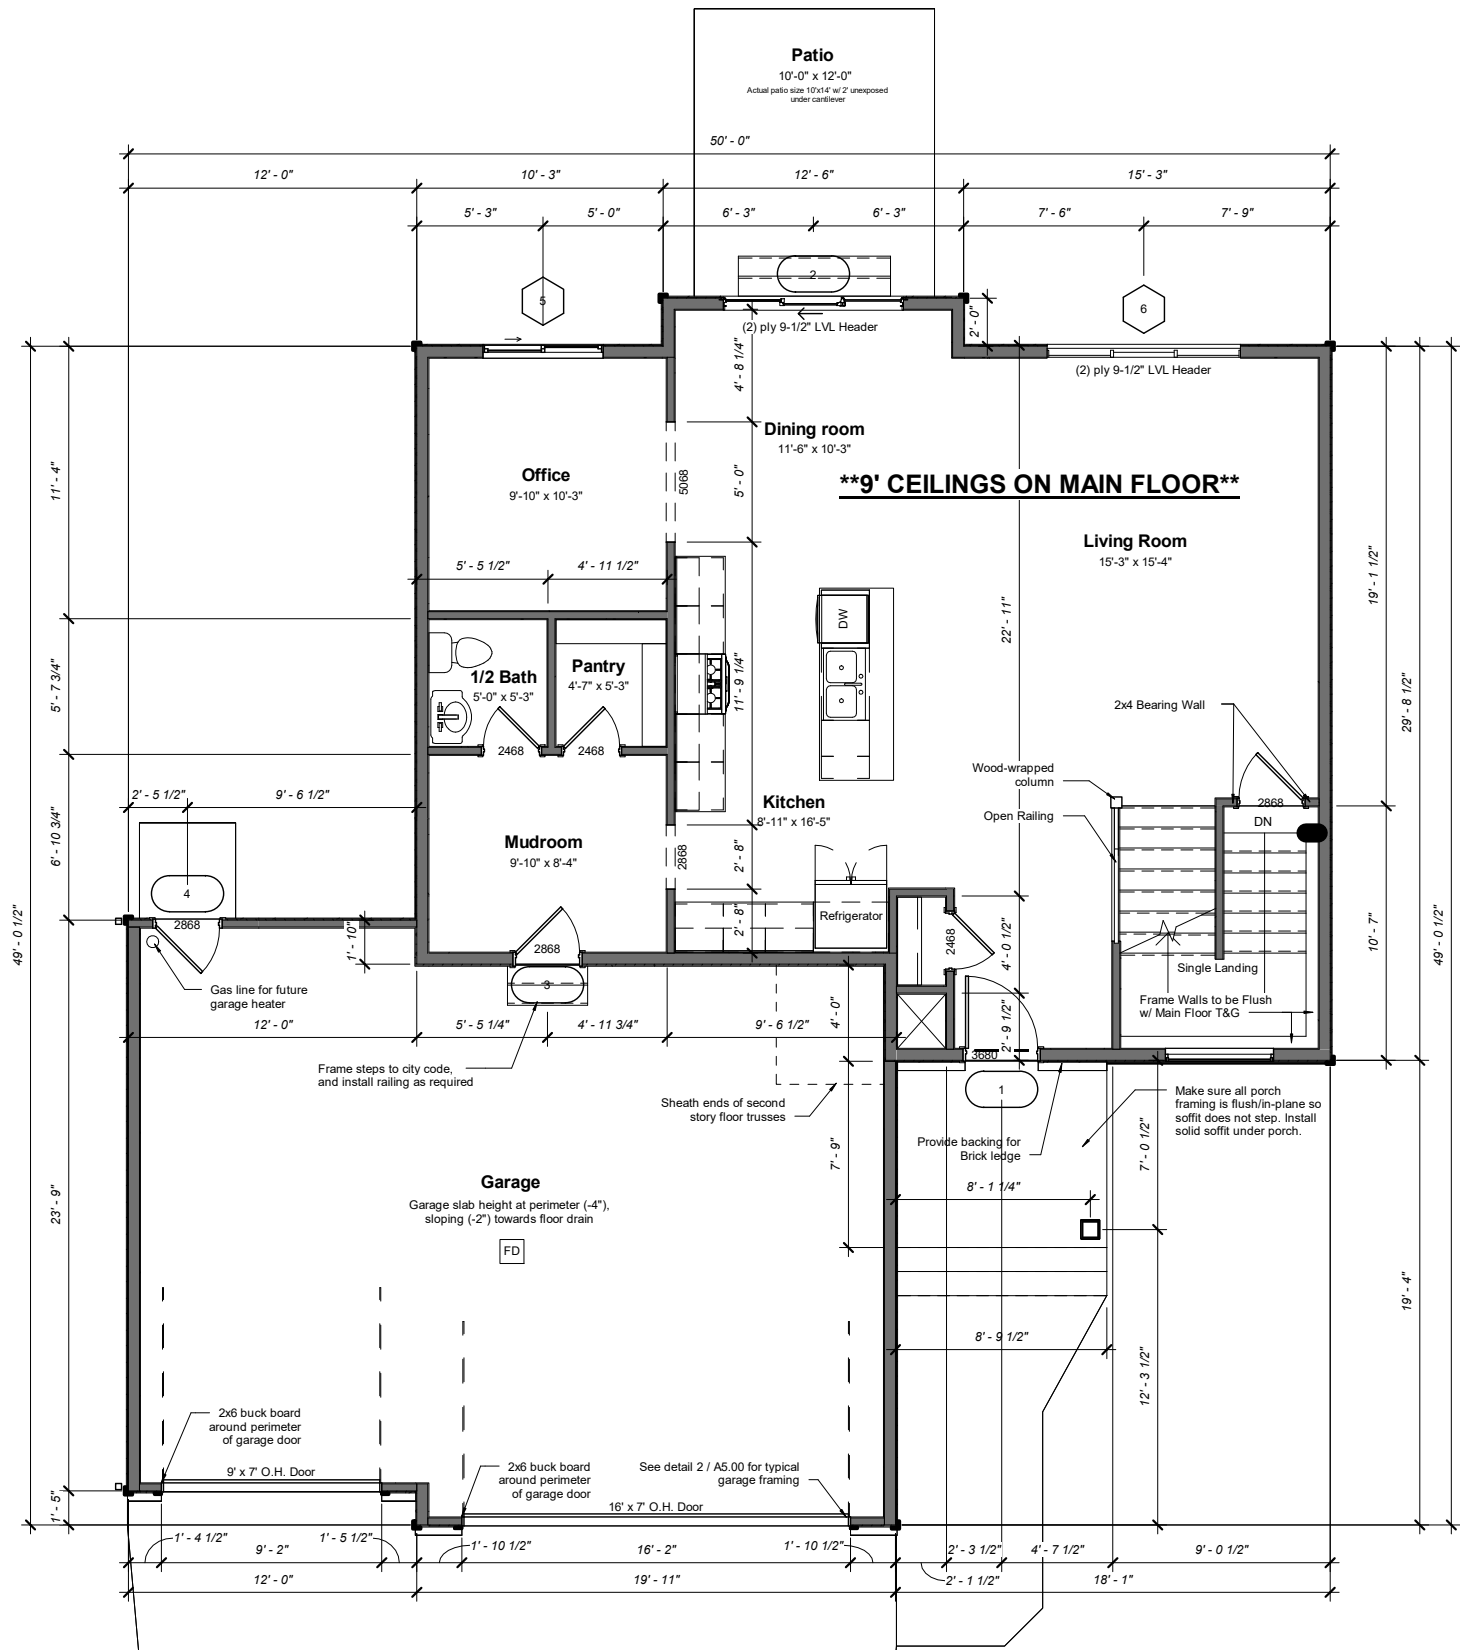 Patio
10'-0" x 12'-0"
Actual patio size 10'x14' w/ 2' unexposed
under cantilever
50' - 0"
12' - 0"
10' - 3"
12' - 6"
15' - 3"
5' - 3"
5' - 0"
6' - 3"
6' - 3"
7' - 6"
7' - 9"
2
5
6
2' - 0"
(2) ply 9-1/2" LVL Header
(2) ply 9-1/2" LVL Header
4' - 8 1/4"
Dining room
11'-6" x 10'-3"
**9' CEILINGS ON MAIN FLOOR**
Office
9'-10" x 10'-3"
5068
5' - 0"
11' - 4"
Living Room
15'-3" x 15'-4"
19' - 1 1/2"
5' - 5 1/2"
4' - 11 1/2"
DW
22' - 11"
1/2 Bath
5'-0" x 5'-3"
Pantry
4'-7" x 5'-3"
11' - 9 1/4"
5' - 7 3/4"
29' - 8 1/2"
2x4 Bearing Wall
2468
2468
Wood-wrapped
column
Open Railing
2868
DN
2' - 5 1/2"
9' - 6 1/2"
Kitchen
8'-11" x 16'-5"
Mudroom
9'-10" x 8'-4"
2868
2' - 8"
6' - 10 3/4"
4
2868
Refrigerator
2' - 8"
2468
4' - 0 1/2"
10' - 7"
49' - 0 1/2"
49' - 0 1/2"
1' - 10"
2868
3
Single Landing
Gas line for future
garage heater
Frame Walls to be Flush
w/ Main Floor T&G
12' - 0"
5' - 5 1/4"
4' - 11 3/4"
9' - 6 1/2"
4' - 0"
2' - 9 1/2"
3680
Frame steps to city code,
and install railing as required
1
Sheath ends of second
story floor trusses
Make sure all porch
framing is flush/in-plane so
soffit does not step. Install
solid soffit under porch.
Provide backing for
Brick ledge
7' - 9"
7' - 0 1/2"
Garage
Garage slab height at perimeter (-4"),
sloping (-2") towards floor drain
FD
8' - 1 1/4"
23' - 9"
19' - 4"
8' - 9 1/2"
12' - 3 1/2"
2x6 buck board
around perimeter
of garage door
9' x 7' O.H. Door
2x6 buck board
around perimeter
of garage door
See detail 2 / A5.00 for typical
garage framing
16' x 7' O.H. Door
1' - 5"
1' - 4 1/2"
9' - 2"
1' - 5 1/2"
1' - 10 1/2"
16' - 2"
1' - 10 1/2"
2' - 3 1/2"
4' - 7 1/2"
9' - 0 1/2"
2' - 1 1/2"
12' - 0"
19' - 11"
18' - 1"